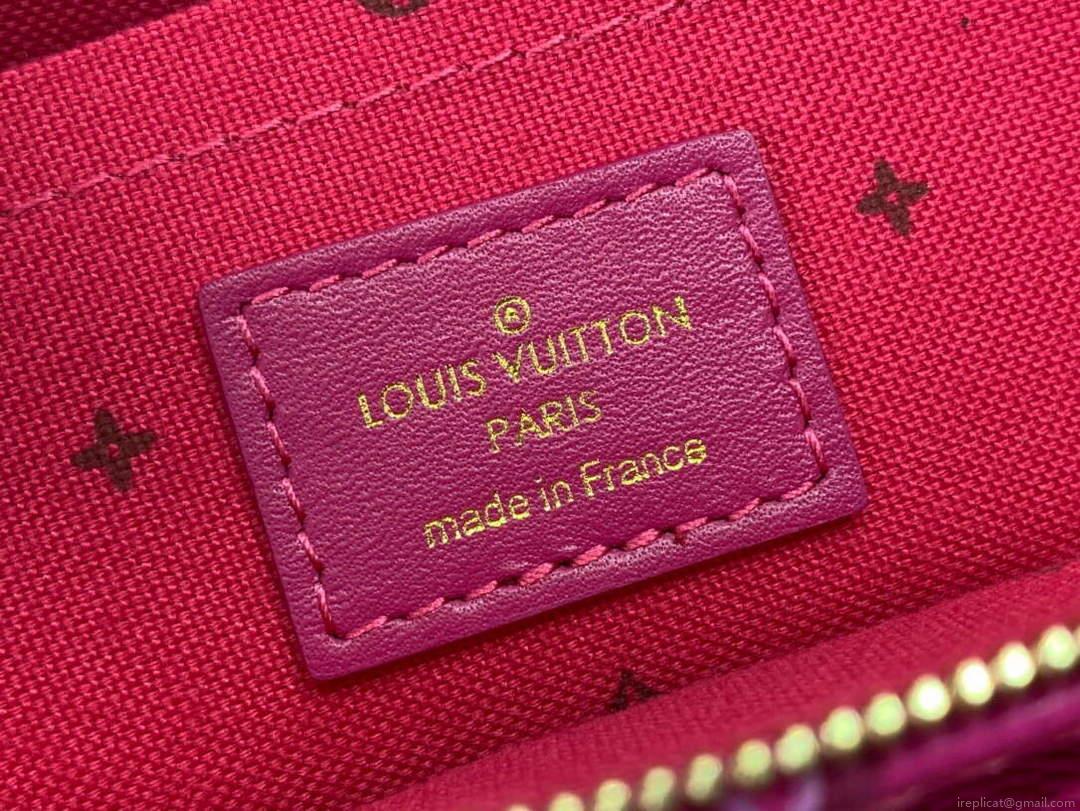 ®
LOUIS VUITTON
PARIS
made in France
ireplicat@gmail.com